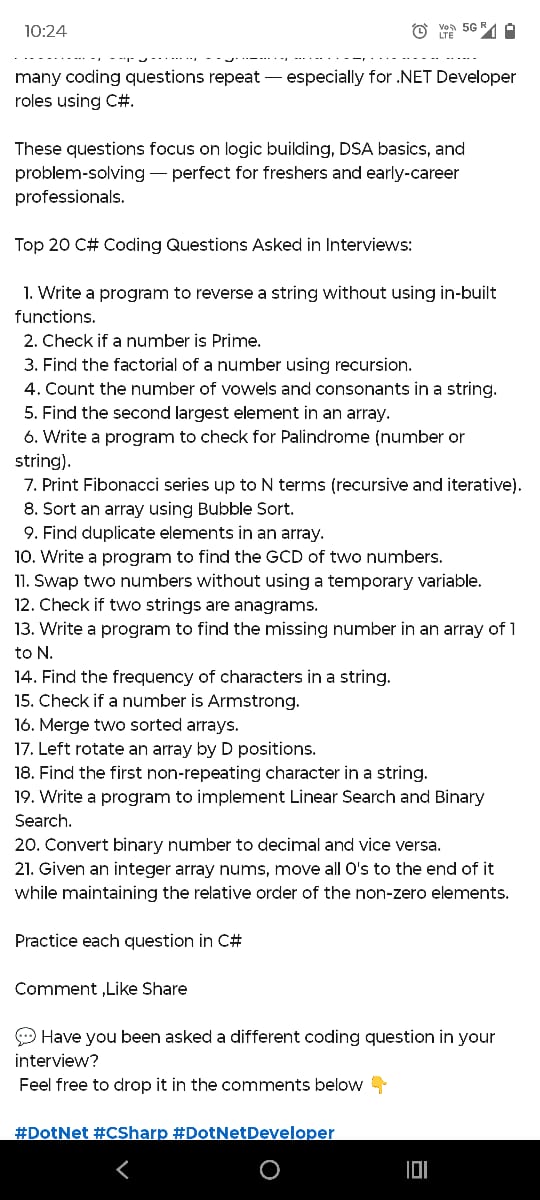 10:24
Vo)) LTE 5G R
many coding questions repeat — especially for .NET Developer
roles using C#.
These questions focus on logic building, DSA basics, and
problem-solving — perfect for freshers and early-career
professionals.
Top 20 C# Coding Questions Asked in Interviews:
1. Write a program to reverse a string without using in-built
functions.
2. Check if a number is Prime.
3. Find the factorial of a number using recursion.
4. Count the number of vowels and consonants in a string.
5. Find the second largest element in an array.
6. Write a program to check for Palindrome (number or
string).
7. Print Fibonacci series up to N terms (recursive and iterative).
8. Sort an array using Bubble Sort.
9. Find duplicate elements in an array.
10. Write a program to find the GCD of two numbers.
11. Swap two numbers without using a temporary variable.
12. Check if two strings are anagrams.
13. Write a program to find the missing number in an array of 1
to N.
14. Find the frequency of characters in a string.
15. Check if a number is Armstrong.
16. Merge two sorted arrays.
17. Left rotate an array by D positions.
18. Find the first non-repeating character in a string.
19. Write a program to implement Linear Search and Binary
Search.
20. Convert binary number to decimal and vice versa.
21. Given an integer array nums, move all 0's to the end of it
while maintaining the relative order of the non-zero elements.
Practice each question in C#
Comment ,Like Share
💬 Have you been asked a different coding question in your
interview?
Feel free to drop it in the comments below 👇
#DotNet #CSharp #DotNetDeveloper